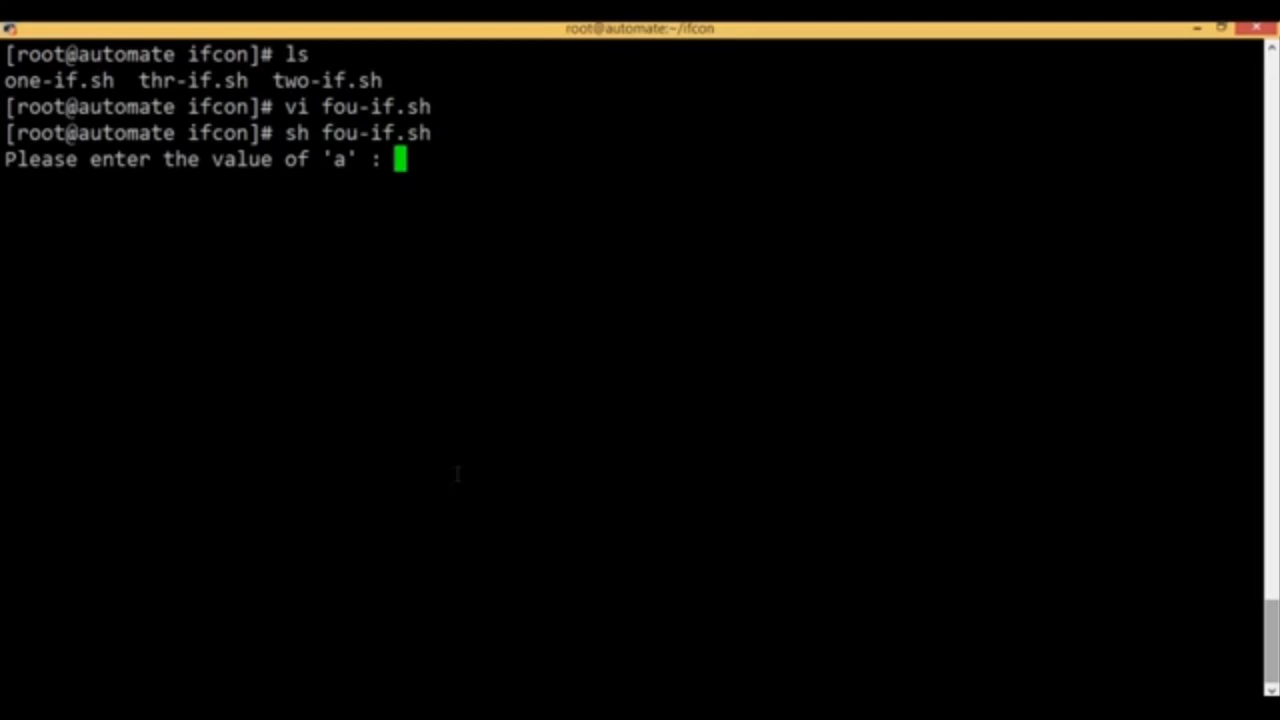 root@automate:~/ifcon
[root@automate ifcon]# ls
one-if.sh  thr-if.sh  two-if.sh
[root@automate ifcon]# vi fou-if.sh
[root@automate ifcon]# sh fou-if.sh
Please enter the value of 'a' :